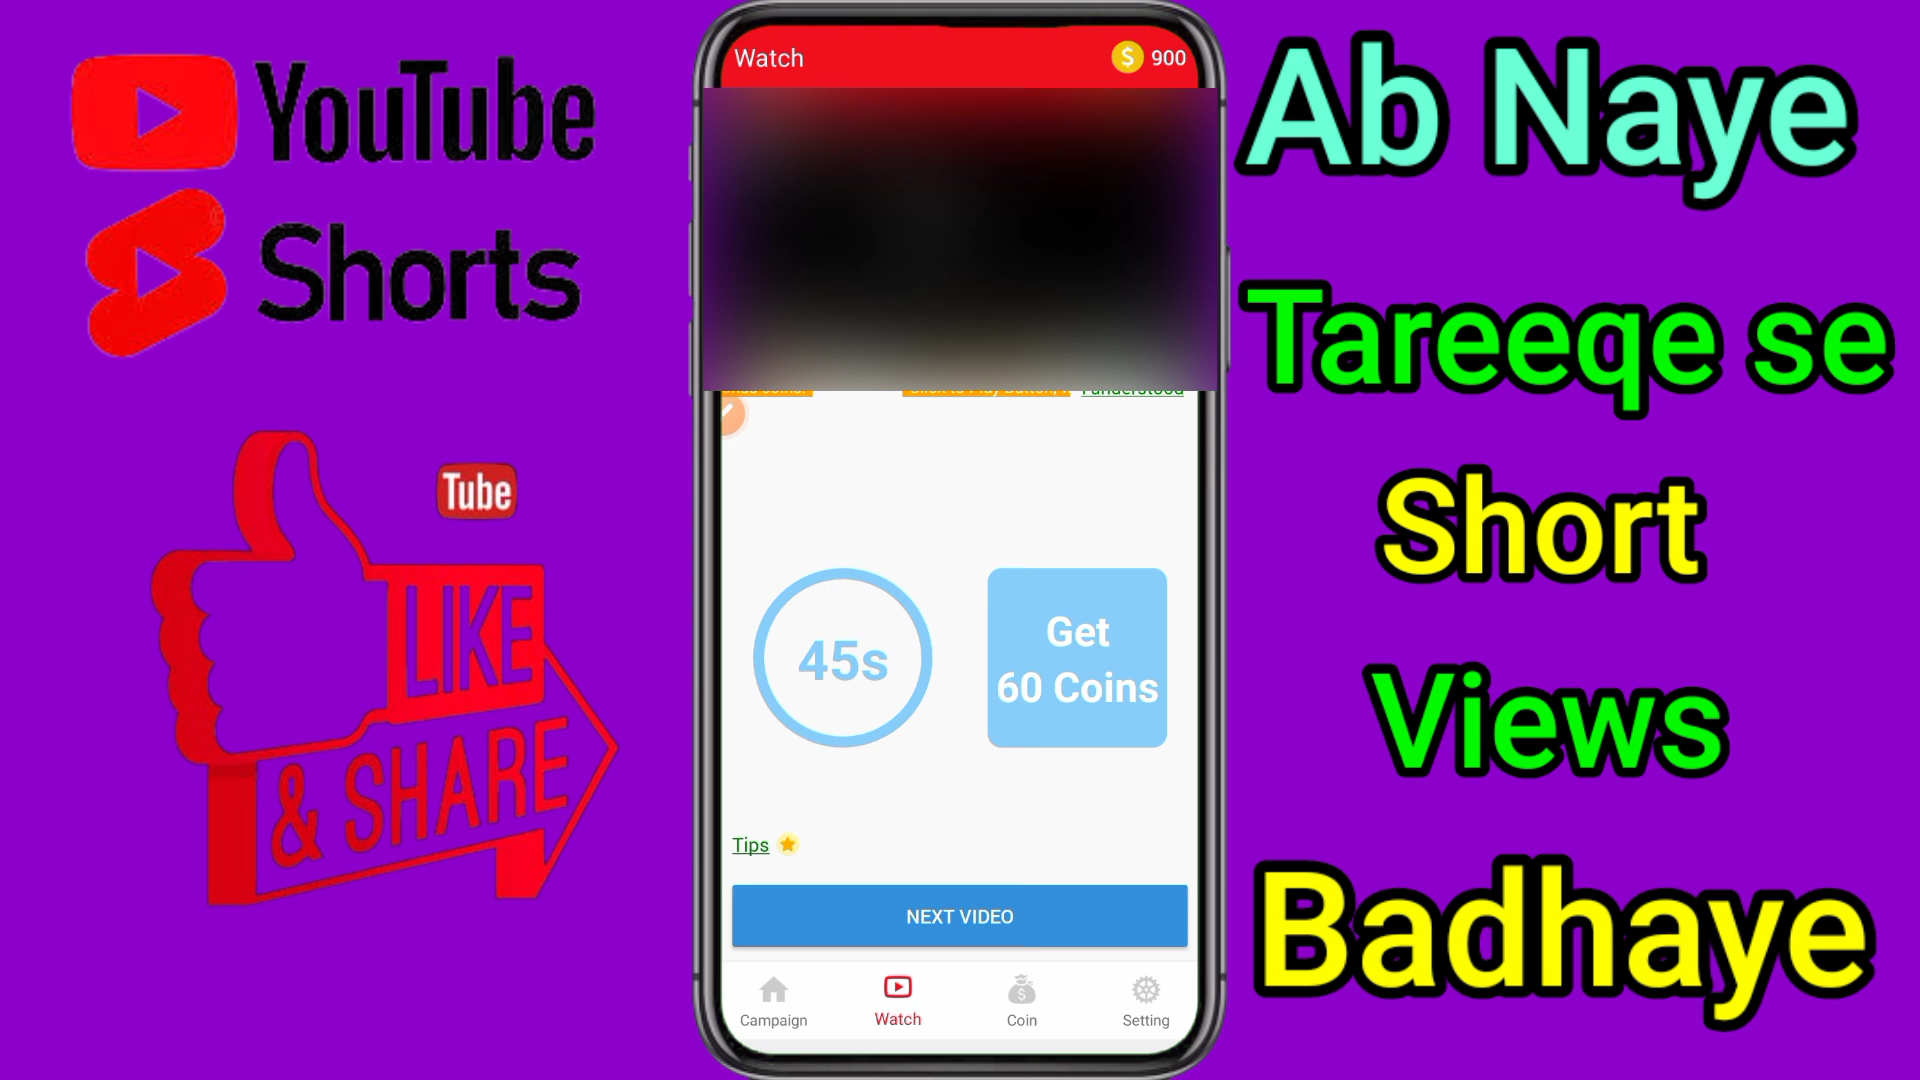 YouTube
Shorts
Tube
LIKE
& SHARE
Watch
$ 900
I understood
45s
Get
60 Coins
Tips
NEXT VIDEO
Campaign
Watch
Coin
Setting
Ab Naye
Tareeqe se
Short
Views
Badhaye